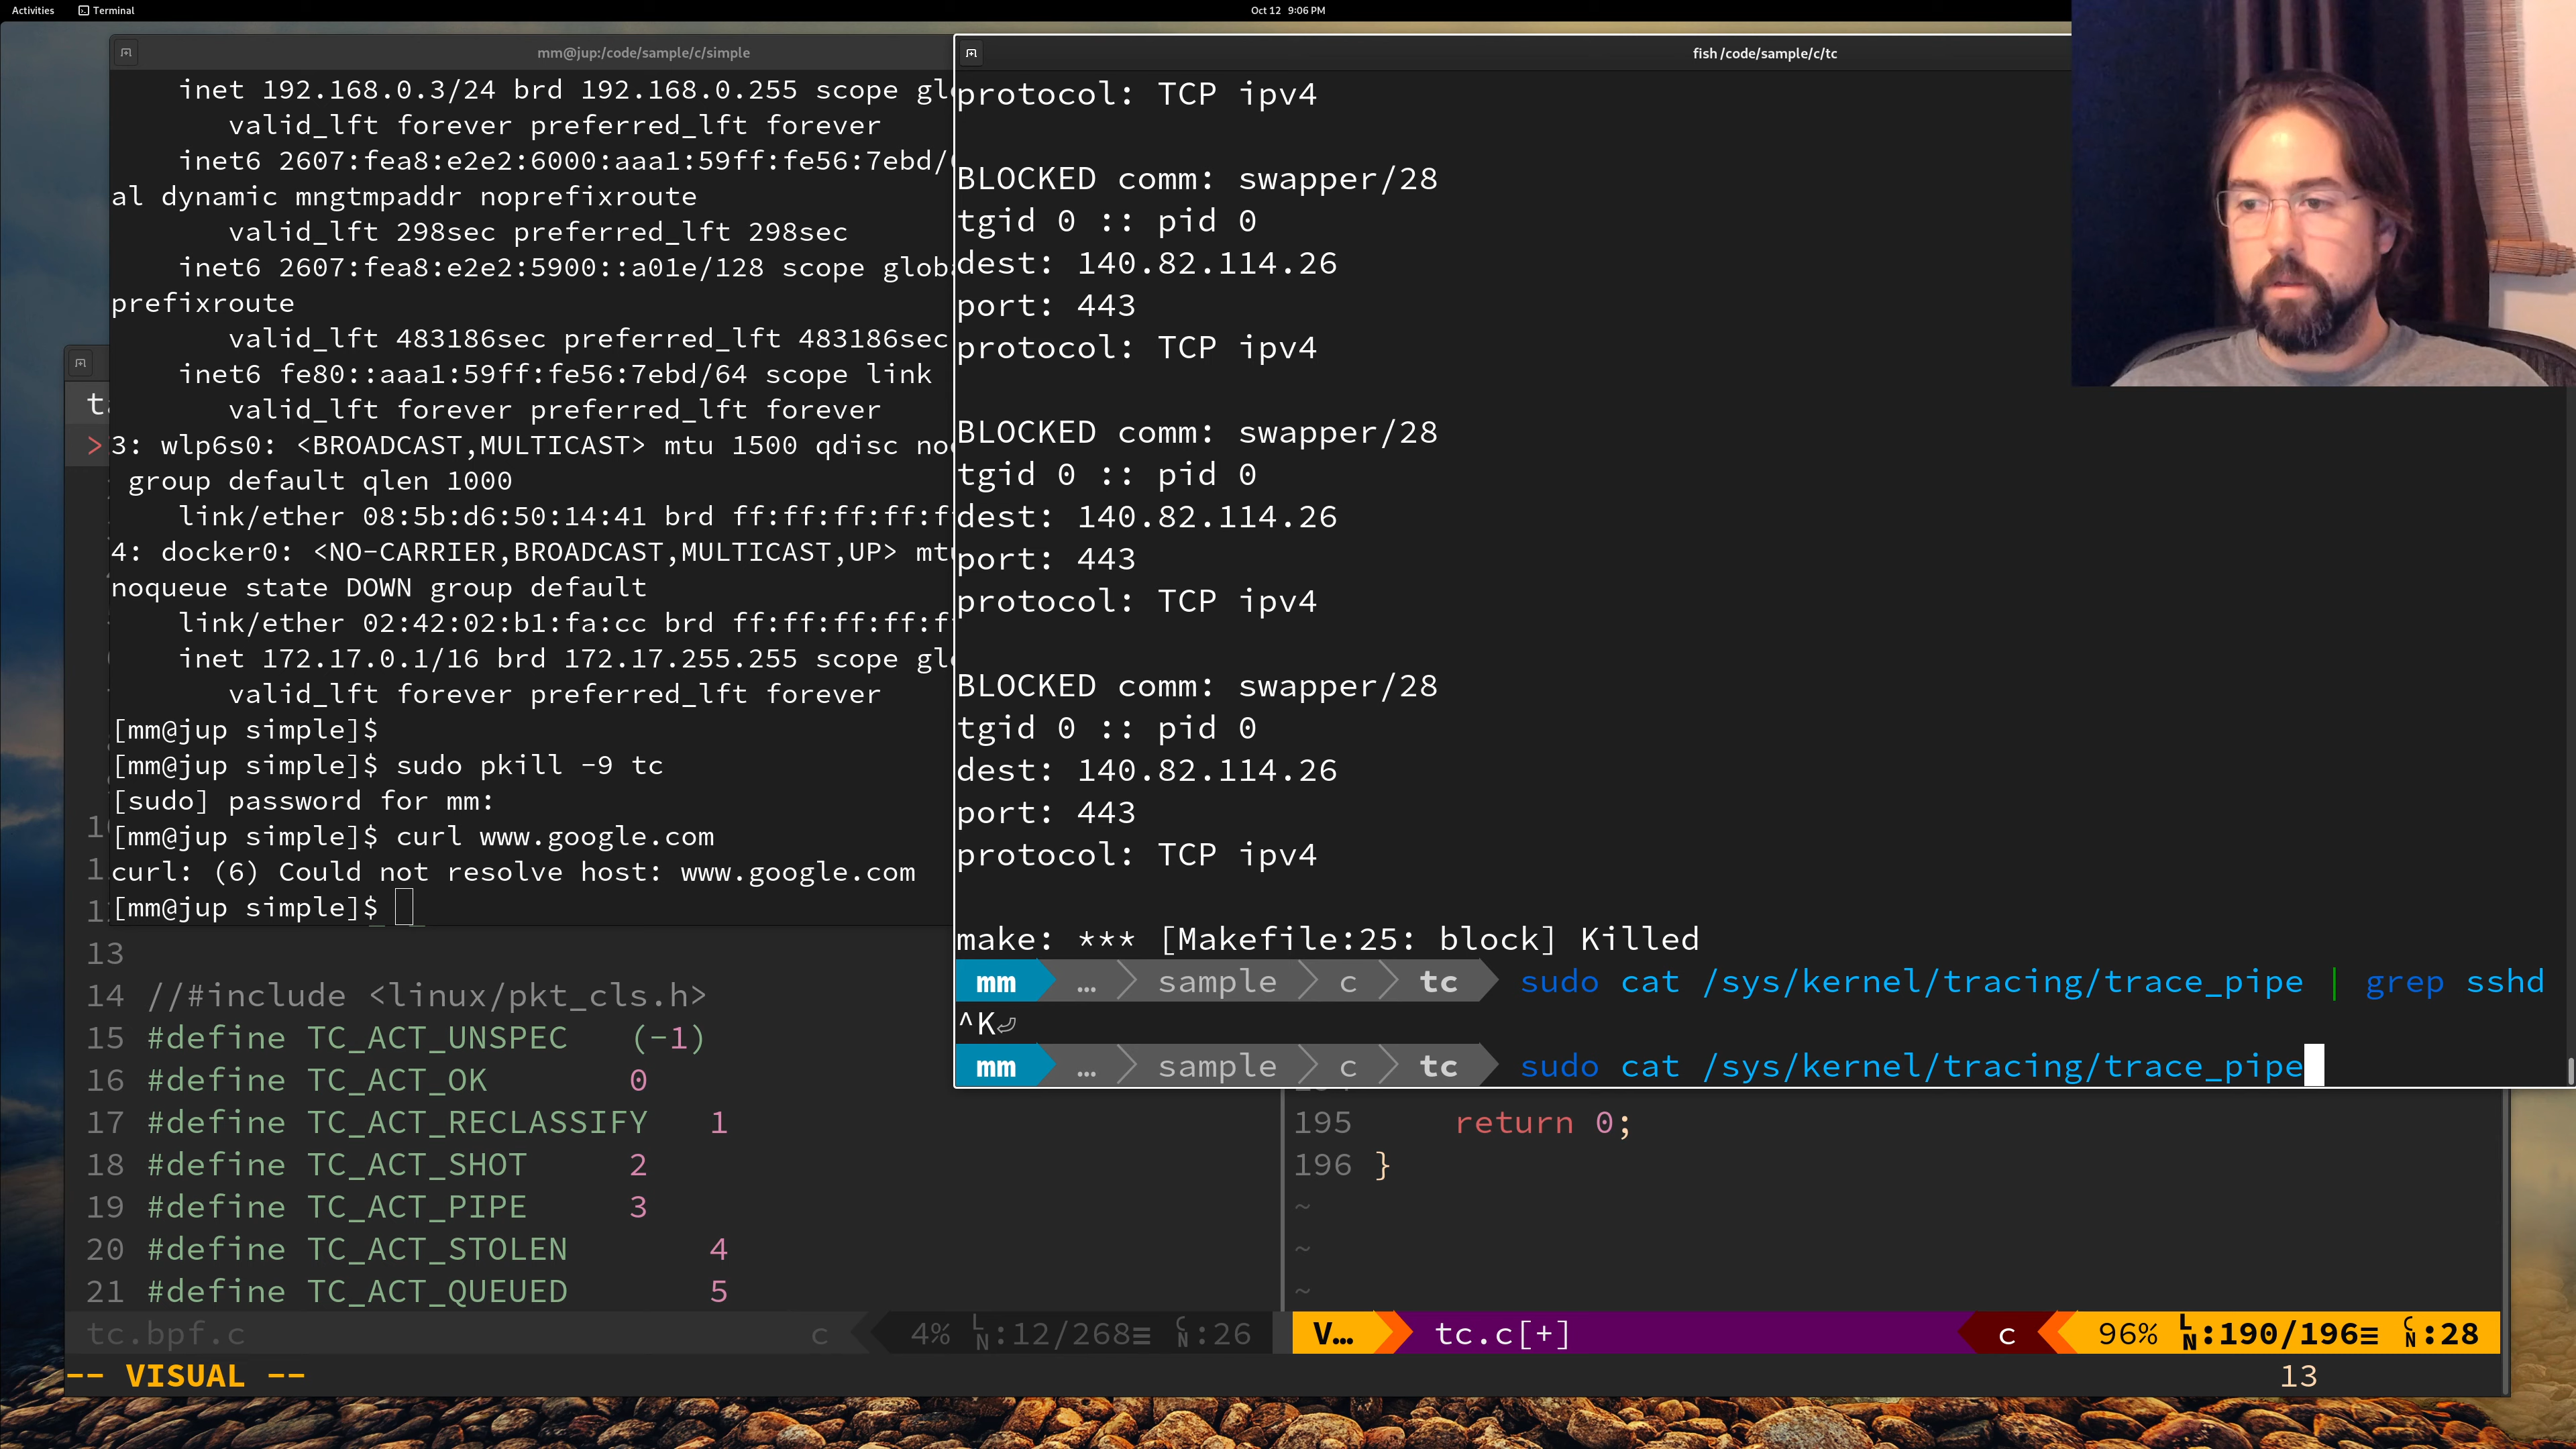 Activities
Terminal
Oct 12 9:06 PM
mm@jup:/code/sample/c/simple
inet 192.168.0.3/24 brd 192.168.0.255 scope gl
valid_lft forever preferred_lft forever
inet6 2607:fea8:e2e2:6000:aaa1:59ff:fe56:7ebd/
al dynamic mngtmpaddr noprefixroute
valid_lft 298sec preferred_lft 298sec
inet6 2607:fea8:e2e2:5900::a01e/128 scope glob
prefixroute
valid_lft 483186sec preferred_lft 483186sec
inet6 fe80::aaa1:59ff:fe56:7ebd/64 scope link
valid_lft forever preferred_lft forever
3: wlp6s0: <BROADCAST,MULTICAST> mtu 1500 qdisc no
group default qlen 1000
link/ether 08:5b:d6:50:14:41 brd ff:ff:ff:ff:f
4: docker0: <NO-CARRIER,BROADCAST,MULTICAST,UP> mt
noqueue state DOWN group default
link/ether 02:42:02:b1:fa:cc brd ff:ff:ff:ff:f
inet 172.17.0.1/16 brd 172.17.255.255 scope gl
valid_lft forever preferred_lft forever
[mm@jup simple]$
[mm@jup simple]$ sudo pkill -9 tc
[sudo] password for mm:
[mm@jup simple]$ curl www.google.com
curl: (6) Could not resolve host: www.google.com
[mm@jup simple]$
fish /code/sample/c/tc
protocol: TCP ipv4
BLOCKED comm: swapper/28
tgid 0 :: pid 0
dest: 140.82.114.26
port: 443
protocol: TCP ipv4
BLOCKED comm: swapper/28
tgid 0 :: pid 0
dest: 140.82.114.26
port: 443
protocol: TCP ipv4
BLOCKED comm: swapper/28
tgid 0 :: pid 0
dest: 140.82.114.26
port: 443
protocol: TCP ipv4
make: *** [Makefile:25: block] Killed
mm … sample c tc sudo cat /sys/kernel/tracing/trace_pipe | grep sshd
^K⏎
mm … sample c tc sudo cat /sys/kernel/tracing/trace_pipe
13
14 //#include <linux/pkt_cls.h>
15 #define TC_ACT_UNSPEC (-1)
16 #define TC_ACT_OK 0
17 #define TC_ACT_RECLASSIFY 1
18 #define TC_ACT_SHOT 2
19 #define TC_ACT_PIPE 3
20 #define TC_ACT_STOLEN 4
21 #define TC_ACT_QUEUED 5
tc.bpf.c c 4% LN:12/268≡ CN:26
195 return 0;
196 }
~
~
~
V… tc.c[+] c 96% LN:190/196≡ CN:28
-- VISUAL -- 13